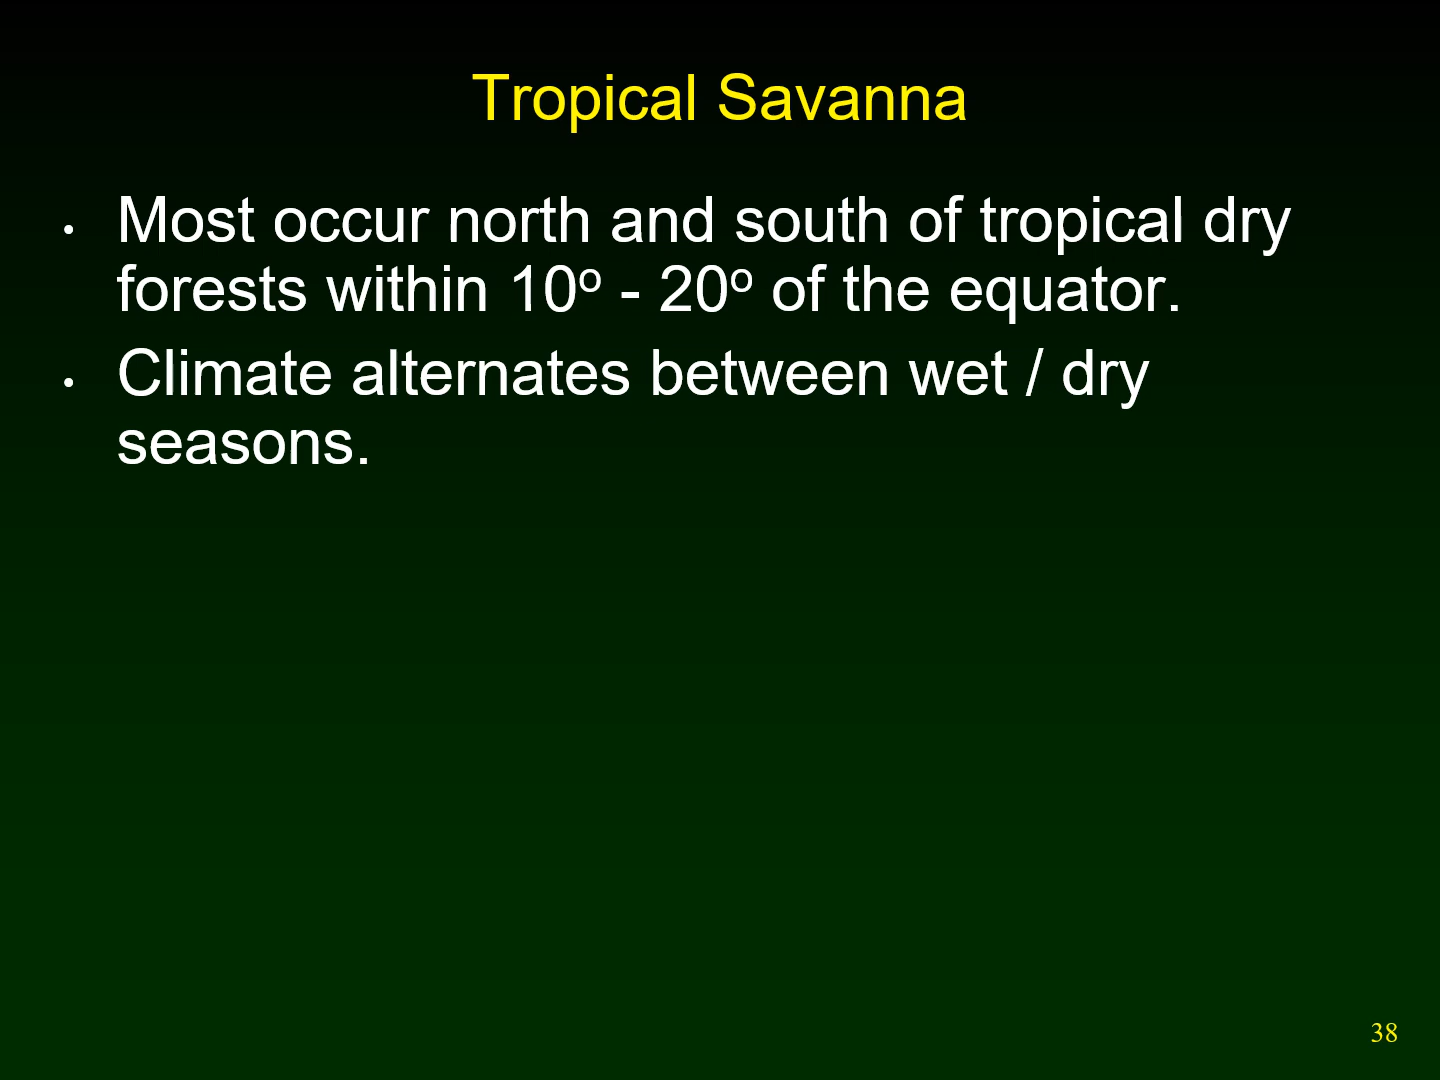 Tropical Savanna
• Most occur north and south of tropical dry
forests within 10o - 20o of the equator.
• Climate alternates between wet / dry
seasons.
38